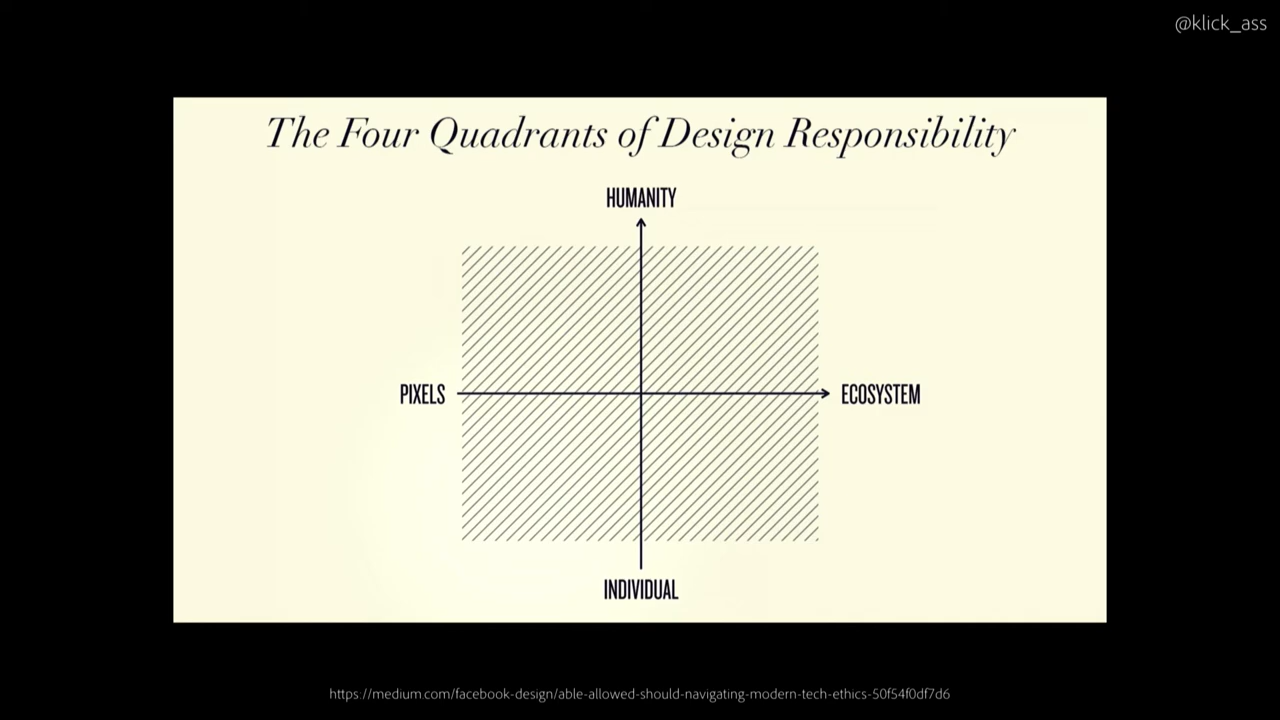 @klick_ass
The Four Quadrants of Design Responsibility
HUMANITY
PIXELS
ECOSYSTEM
INDIVIDUAL
https://medium.com/facebook-design/able-allowed-should-navigating-modern-tech-ethics-50f54f0df7d6